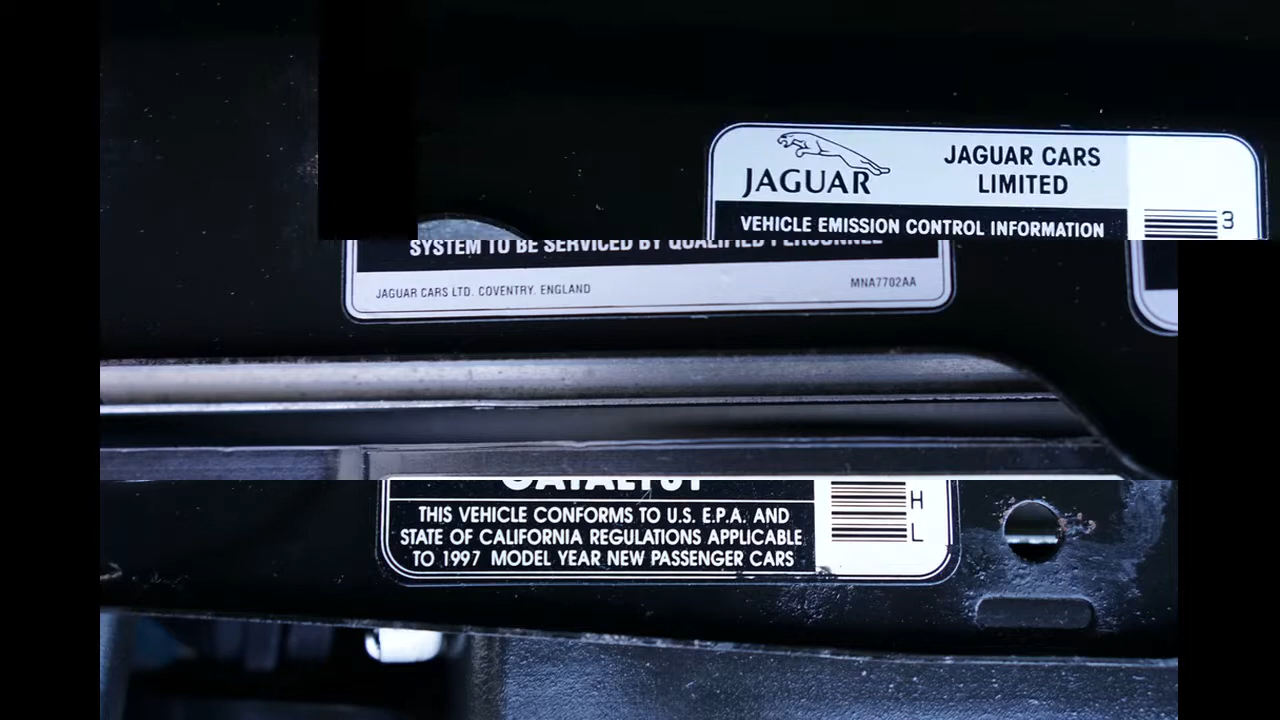 JAGUAR
JAGUAR CARS
LIMITED
VEHICLE EMISSION CONTROL INFORMATION
3
SYSTEM TO BE SERVICED BY QUALIFIED PERSONNEL
JAGUAR CARS LTD. COVENTRY. ENGLAND
MNA7702AA
CATALYST
THIS VEHICLE CONFORMS TO U.S. E.P.A. AND
STATE OF CALIFORNIA REGULATIONS APPLICABLE
TO 1997 MODEL YEAR NEW PASSENGER CARS
H
L